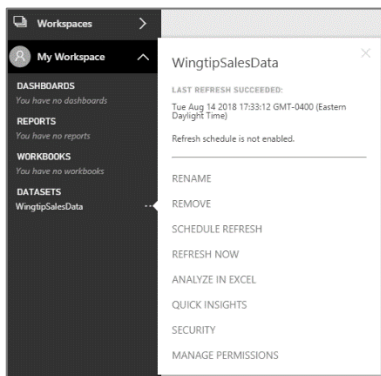 Workspaces
My Workspace
DASHBOARDS
You have no dashboards
REPORTS
You have no reports
WORKBOOKS
You have no workbooks
DATASETS
WingtipSalesData
WingtipSalesData
LAST REFRESH SUCCEEDED:
Tue Aug 14 2018 17:33:12 GMT-0400 (Eastern
Daylight Time)
Refresh schedule is not enabled.
RENAME
REMOVE
SCHEDULE REFRESH
REFRESH NOW
ANALYZE IN EXCEL
QUICK INSIGHTS
SECURITY
MANAGE PERMISSIONS